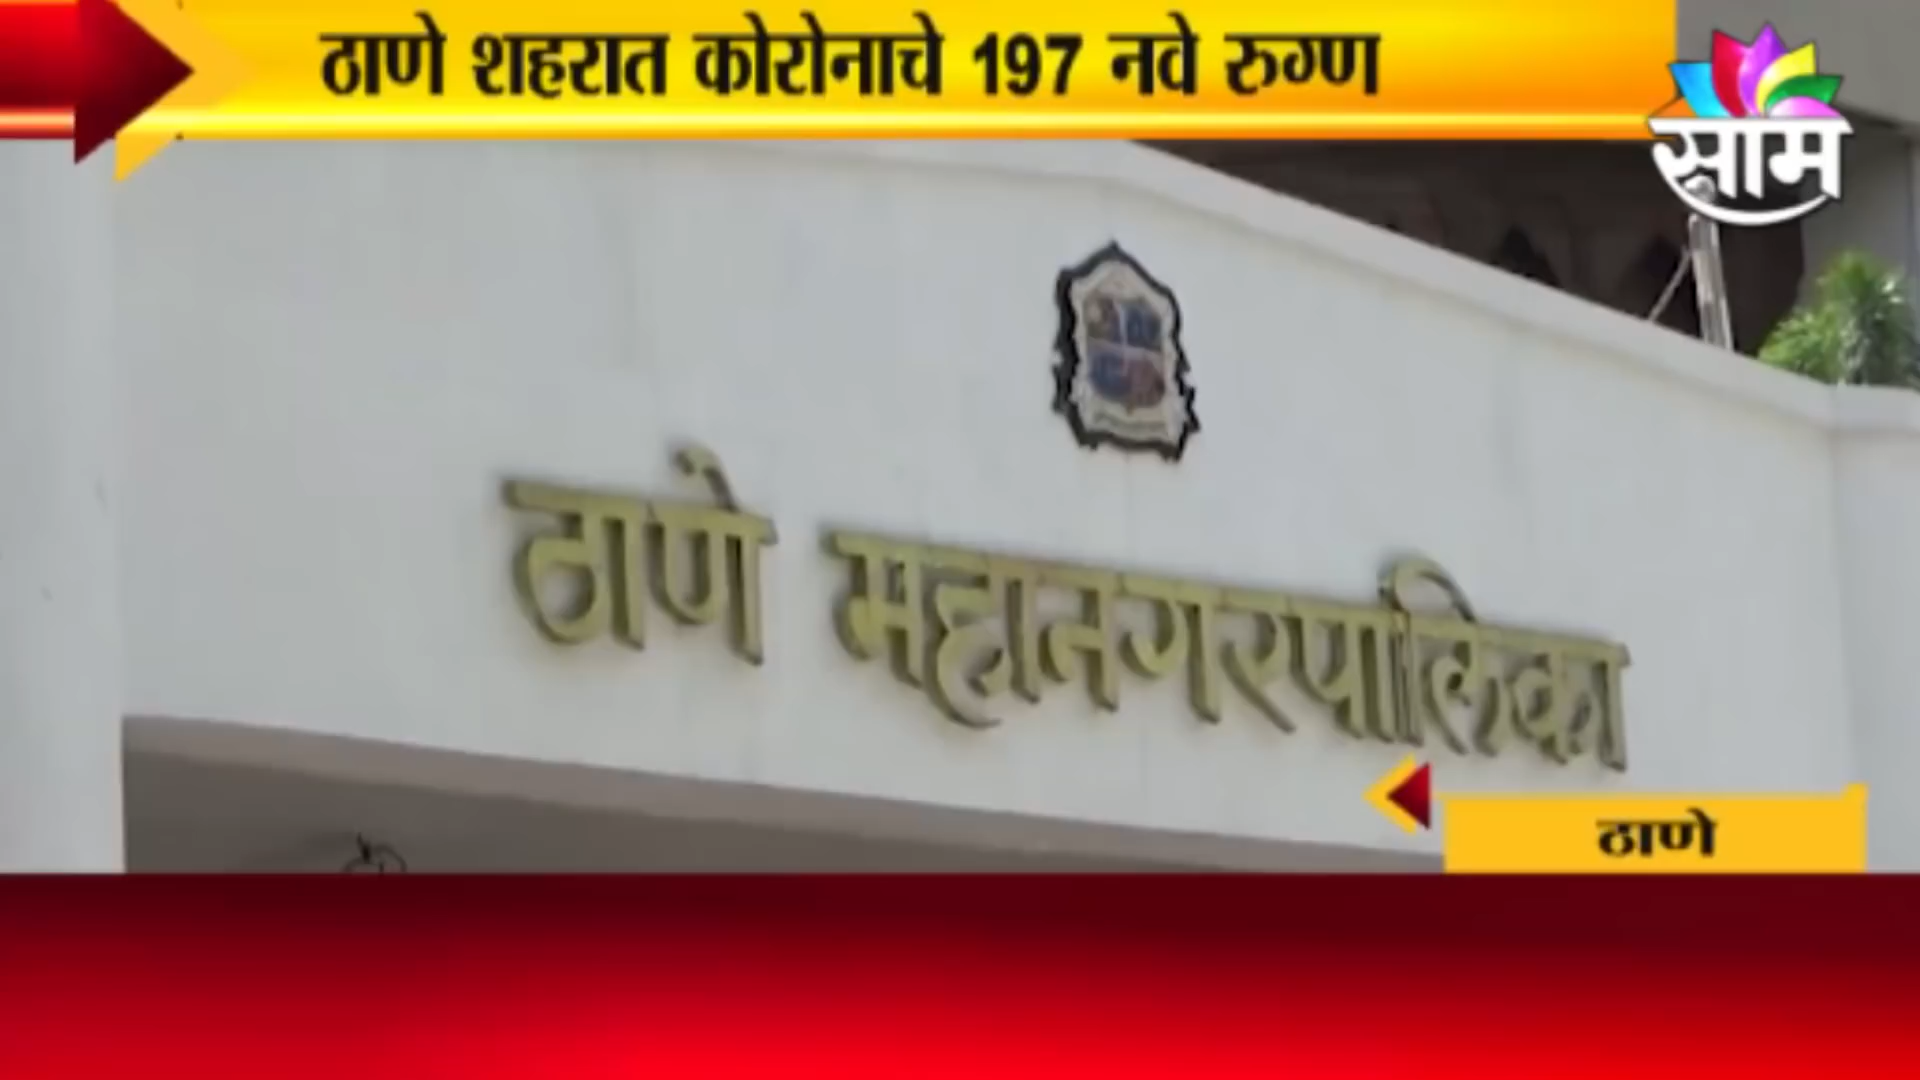 ठाणे शहरात कोरोनाचे 197 नवे रुग्ण
साम
ठाणे महानगरपालिका
ठाणे